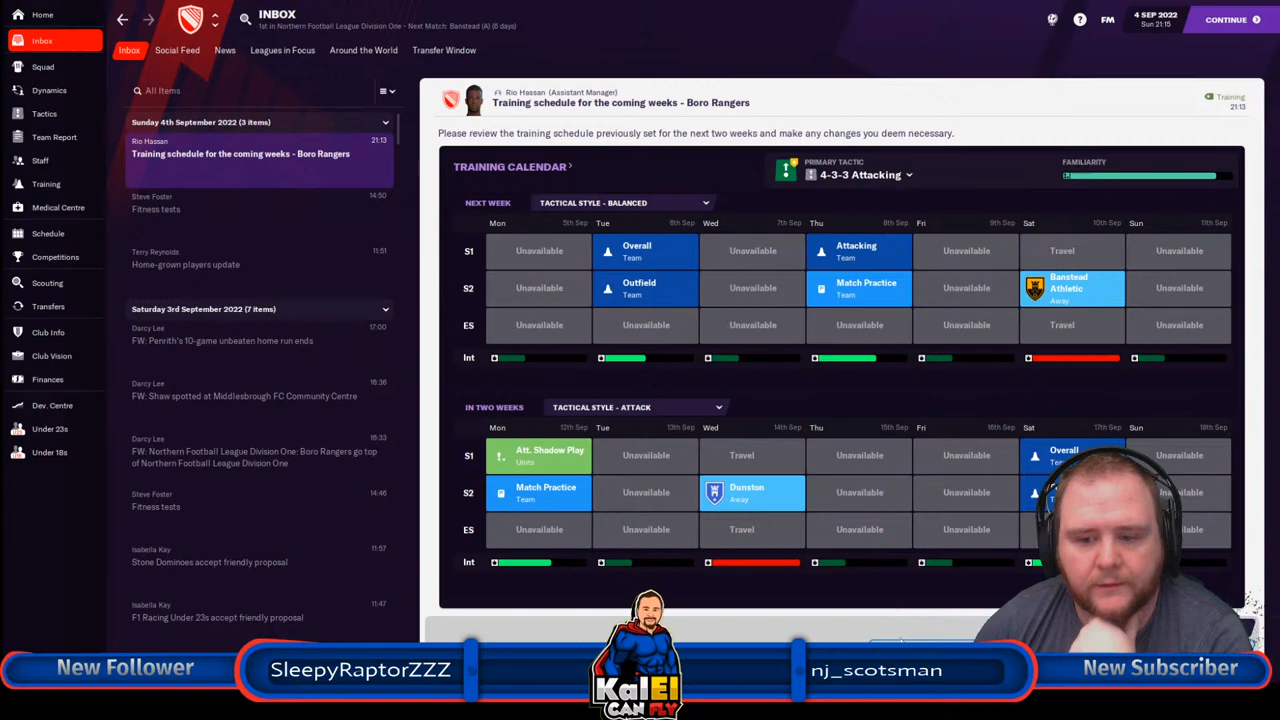 Home
Inbox
Squad
Dynamics
Tactics
Team Report
Staff
Training
Medical Centre
Schedule
Competitions
Scouting
Transfers
Club Info
Club Vision
Finances
Dev. Centre
Under 23s
Under 18s
INBOX
1st in Northern Football League Division One - Next Match: Banstead (A) (6 days)
FM
4 SEP 2022
Sun 21:15
CONTINUE
Inbox
Social Feed
News
Leagues in Focus
Around the World
Transfer Window
All Items
Sunday 4th September 2022 (3 items)
Rio Hassan
21:13
Training schedule for the coming weeks - Boro Rangers
Steve Foster
14:50
Fitness tests
Terry Reynolds
11:51
Home-grown players update
Saturday 3rd September 2022 (7 items)
Darcy Lee
17:00
FW: Penrith's 10-game unbeaten home run ends
Darcy Lee
16:36
FW: Shaw spotted at Middlesbrough FC Community Centre
Darcy Lee
16:33
FW: Northern Football League Division One: Boro Rangers go top
of Northern Football League Division One
Steve Foster
14:46
Fitness tests
Isabella Kay
11:57
Stone Dominoes accept friendly proposal
Isabella Kay
11:47
F1 Racing Under 23s accept friendly proposal
Rio Hassan (Assistant Manager)
Training schedule for the coming weeks - Boro Rangers
Training
21:13
Please review the training schedule previously set for the next two weeks and make any changes you deem necessary.
TRAINING CALENDAR
PRIMARY TACTIC
4-3-3 Attacking
FAMILIARITY
NEXT WEEK
TACTICAL STYLE - BALANCED
Mon 5th Sep Tue 6th Sep Wed 7th Sep Thu 8th Sep Fri 9th Sep Sat 10th Sep Sun 11th Sep
S1 Unavailable Overall Team Unavailable Attacking Team Unavailable Travel Unavailable
S2 Unavailable Outfield Team Unavailable Match Practice Team Unavailable Banstead Athletic Away Unavailable
ES Unavailable Unavailable Unavailable Unavailable Unavailable Travel Unavailable
Int
IN TWO WEEKS
TACTICAL STYLE - ATTACK
Mon 12th Sep Tue 13th Sep Wed 14th Sep Thu 15th Sep Fri 16th Sep Sat 17th Sep Sun 18th Sep
S1 Att. Shadow Play Units Unavailable Travel Unavailable Unavailable Overall Unavailable
S2 Match Practice Team Unavailable Dunston Away Unavailable Unavailable Unavailable
ES Unavailable Unavailable Travel Unavailable Unavailable
Int
New Follower
SleepyRaptorZZZ
KalEl
CAN FLY
nj_scotsman
New Subscriber